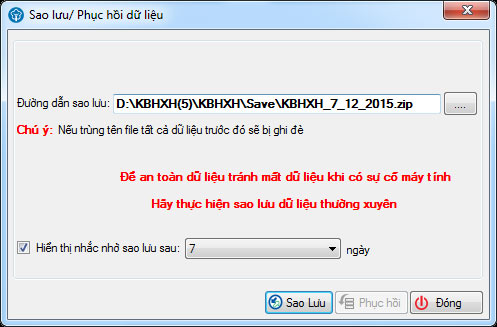 Sao lưu/ Phục hồi dữ liệu
Đường dẫn sao lưu: D:\KBHXH(5)\KBHXH\Save\KBHXH_7_12_2015.zip ....
Chú ý: Nếu trùng tên file tất cả dữ liệu trước đó sẽ bị ghi đè
Để an toàn dữ liệu tránh mất dữ liệu khi có sự cố máy tính
Hãy thực hiện sao lưu dữ liệu thường xuyên
Hiển thị nhắc nhở sao lưu sau: 7 ngày
Sao Lưu Phục hồi Đóng